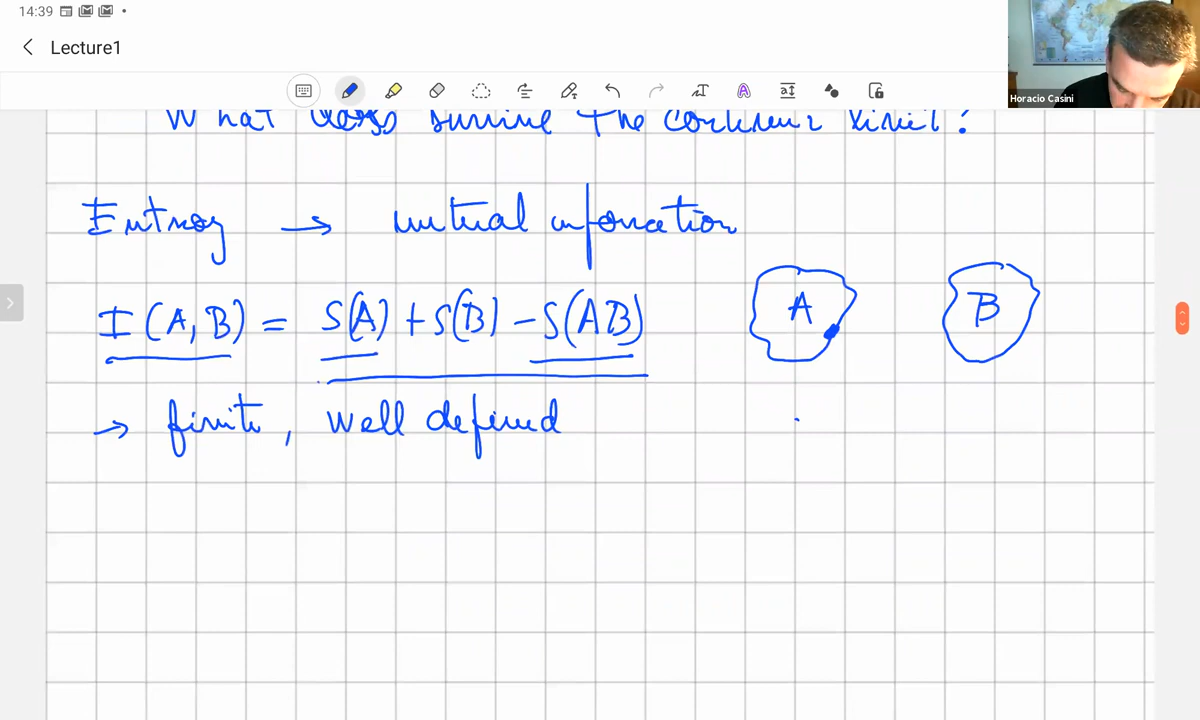 14:39
Lecture1
Horacio Casini
What does survive the continuum limit?
Entropy → mutual information
I(A,B) = S(A) + S(B) - S(AB)
A B
→ finite, well defined